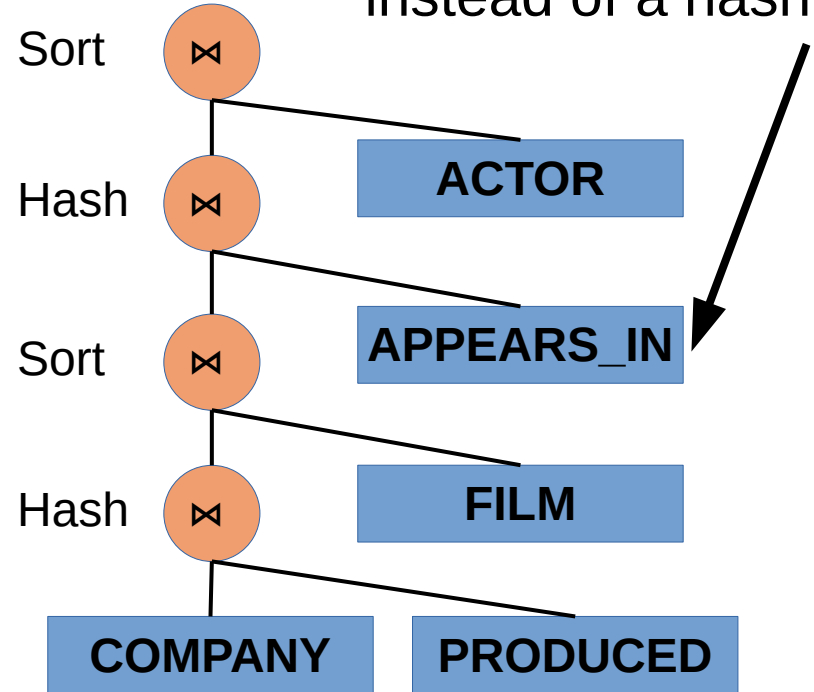 instead of a hash
Sort ⋈
ACTOR
Hash ⋈
APPEARS_IN
Sort ⋈
FILM
Hash ⋈
COMPANY PRODUCED